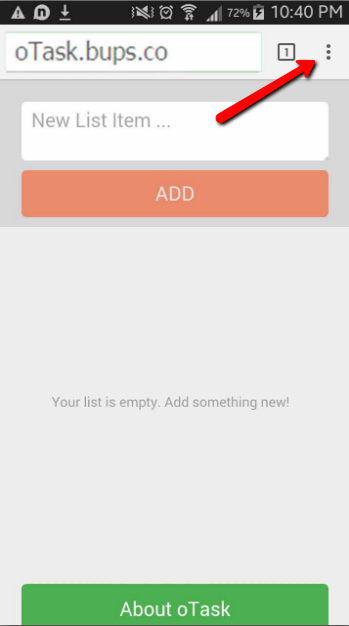 72% 10:40 PM
oTask.bups.co 1
New List Item ...
ADD
Your list is empty. Add something new!
About oTask